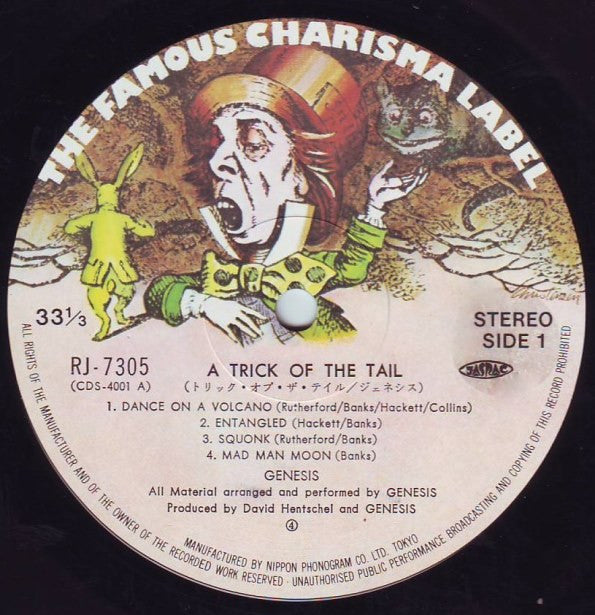 THE FAMOUS CHARISMA LABEL
33 1/3
STEREO
SIDE 1
RJ-7305
(CDS-4001 A)
JASRAC
A TRICK OF THE TAIL
(トリック・オブ・ザ・テイル/ジェネシス)
1. DANCE ON A VOLCANO (Rutherford/Banks/Hackett/Collins)
2. ENTANGLED (Hackett/Banks)
3. SQUONK (Rutherford/Banks)
4. MAD MAN MOON (Banks)
GENESIS
All Material arranged and performed by GENESIS
Produced by David Hentschel and GENESIS
④
ALL RIGHTS OF THE MANUFACTURER AND OF THE OWNER OF THE RECORDED WORK RESERVED · UNAUTHORISED PUBLIC PERFORMANCE BROADCASTING AND COPYING OF THIS RECORD PROHIBITED
MANUFACTURED BY NIPPON PHONOGRAM CO. LTD. TOKYO